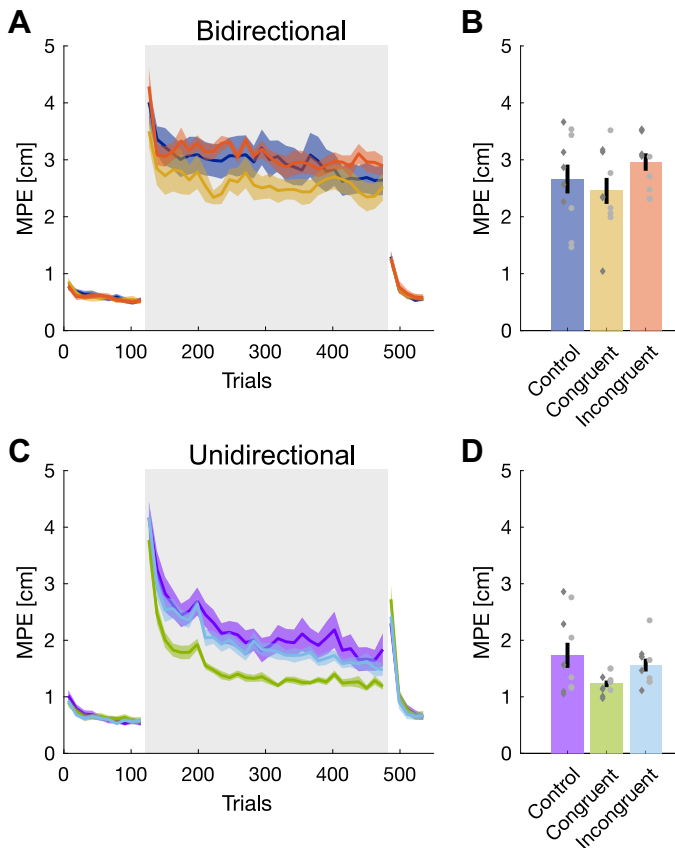 A
Bidirectional
5
4
3
2
1
0
MPE [cm]
0
100
200
300
400
500
Trials
B
5
4
3
2
1
0
MPE [cm]
Control
Congruent
Incongruent
C
Unidirectional
5
4
3
2
1
0
MPE [cm]
0
100
200
300
400
500
Trials
D
5
4
3
2
1
0
MPE [cm]
Control
Congruent
Incongruent